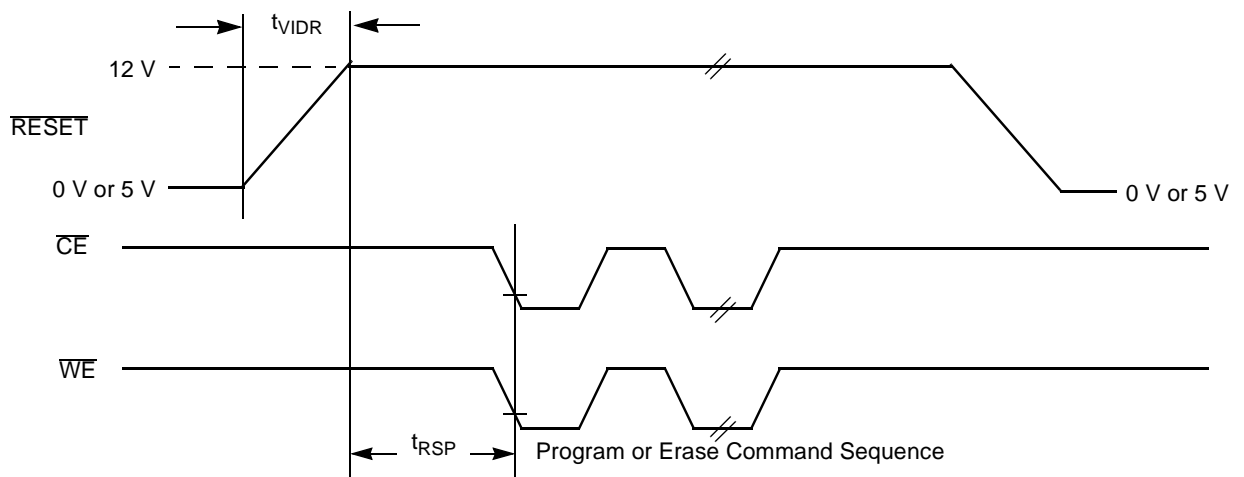 tVIDR
12 V
RESET
0 V or 5 V
0 V or 5 V
CE
WE
tRSP
Program or Erase Command Sequence